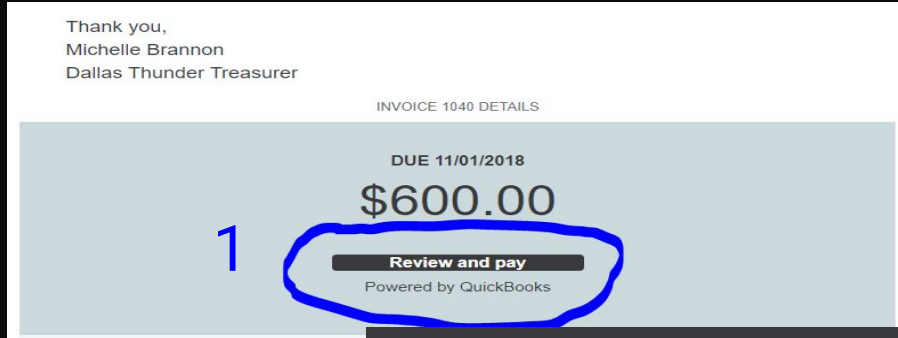 Thank you,
Michelle Brannon
Dallas Thunder Treasurer
INVOICE 1040 DETAILS
DUE 11/01/2018
$600.00
1
Review and pay
Powered by QuickBooks